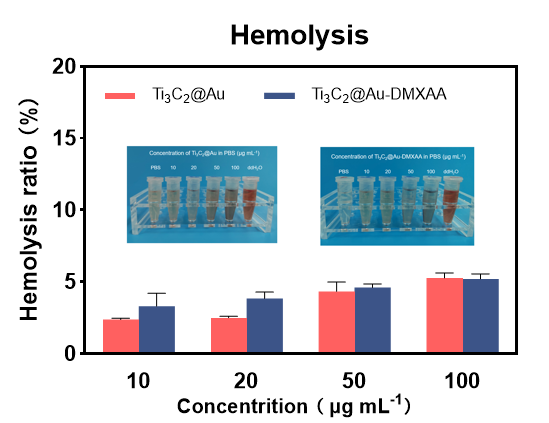 Hemolysis
Hemolysis ratio (%)
20
15
10
5
0
Ti₃C₂@Au
Ti₃C₂@Au-DMXAA
Concentration of Ti₃C₂@Au in PBS (µg mL⁻¹)
PBS 10 20 50 100 ddH₂O
Concentration of Ti₃C₂@Au-DMXAA in PBS (µg mL⁻¹)
PBS 10 20 50 100 ddH₂O
10 20 50 100
Concentrition ( µg mL⁻¹)